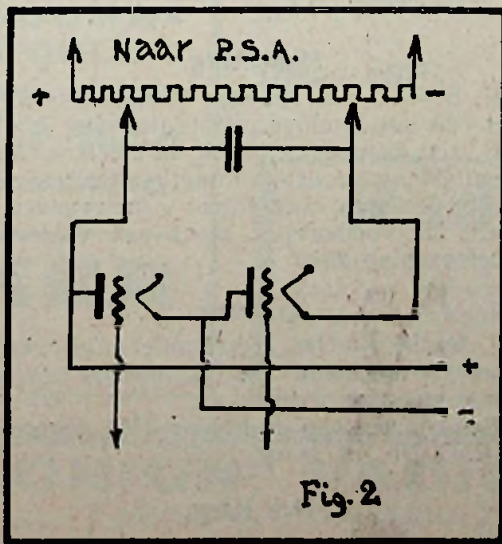 Naar P.S.A.
+ -
+
-
Fig. 2